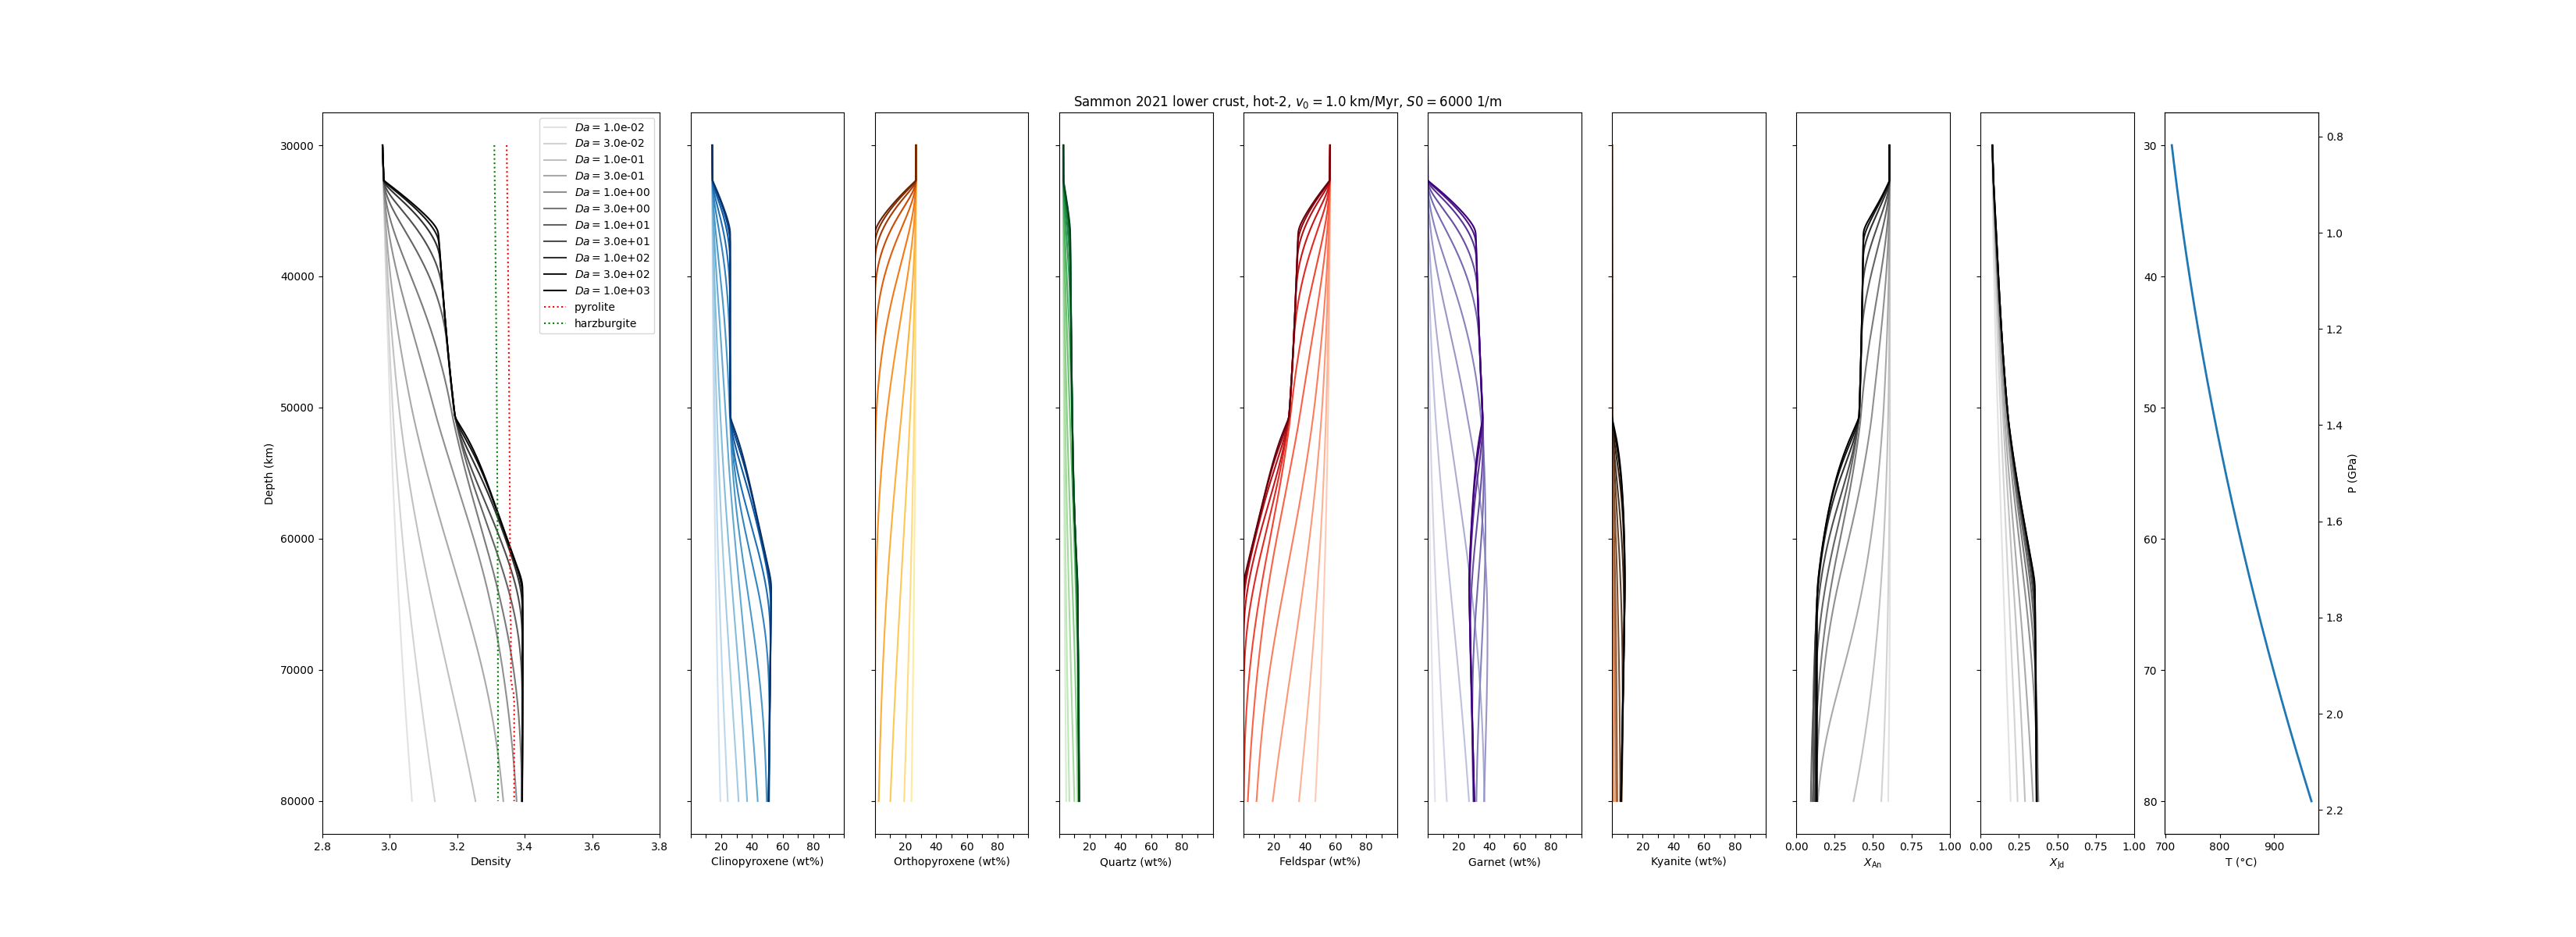 Sammon 2021 lower crust, hot-2, v₀ = 1.0 km/Myr, S0 = 6000 1/m
Da = 1.0e-02
Da = 3.0e-02
Da = 1.0e-01
Da = 3.0e-01
Da = 1.0e+00
Da = 3.0e+00
Da = 1.0e+01
Da = 3.0e+01
Da = 1.0e+02
Da = 3.0e+02
Da = 1.0e+03
pyrolite
harzburgite
Depth (km)
30000
40000
50000
60000
70000
80000
2.8 3.0 3.2 3.4 3.6 3.8
Density
20 40 60 80
Clinopyroxene (wt%)
20 40 60 80
Orthopyroxene (wt%)
20 40 60 80
Quartz (wt%)
20 40 60 80
Feldspar (wt%)
20 40 60 80
Garnet (wt%)
20 40 60 80
Kyanite (wt%)
0.00 0.25 0.50 0.75 1.00
X_An
0.00 0.25 0.50 0.75 1.00
X_Jd
30
40
50
60
70
80
700 800 900
T (°C)
0.8
1.0
1.2
1.4
1.6
1.8
2.0
2.2
P (GPa)